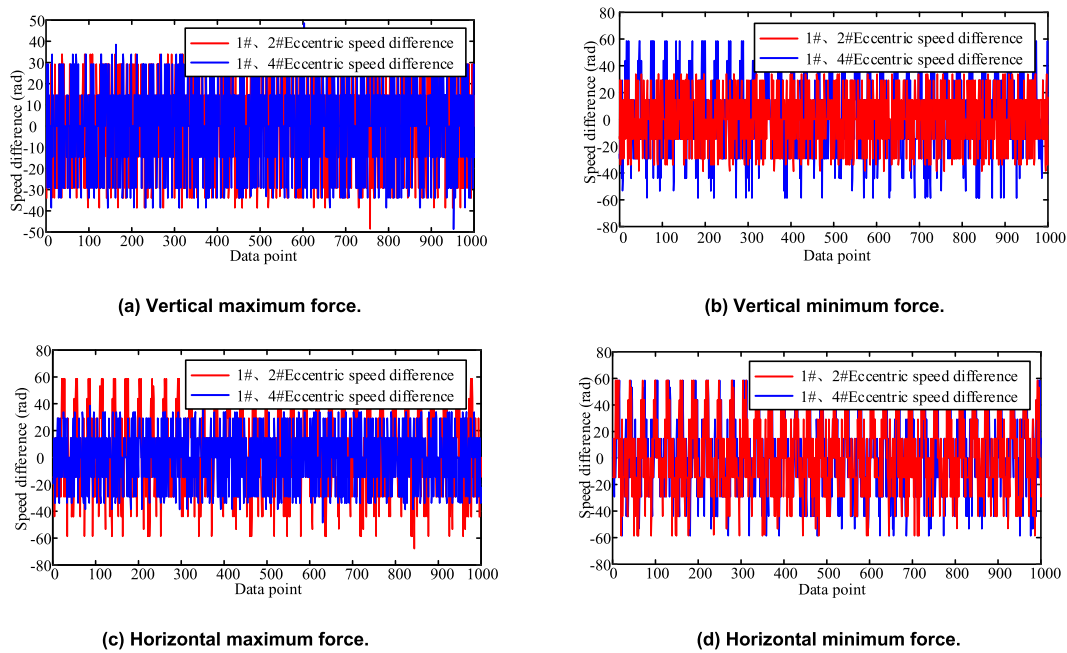 50
40
30
20
10
0
-10
-20
-30
-40
-50
Speed difference (rad)
1#、2#Eccentric speed difference
1#、4#Eccentric speed difference
0 100 200 300 400 500 600 700 800 900 1000
Data point
(a) Vertical maximum force.
80
60
40
20
0
-20
-40
-60
-80
Speed difference (rad)
1#、2#Eccentric speed difference
1#、4#Eccentric speed difference
0 100 200 300 400 500 600 700 800 900 1000
Data point
(b) Vertical minimum force.
80
60
40
20
0
-20
-40
-60
-80
Speed difference (rad)
1#、2#Eccentric speed difference
1#、4#Eccentric speed difference
0 100 200 300 400 500 600 700 800 900 1000
Data point
(c) Horizontal maximum force.
80
60
40
20
0
-20
-40
-60
-80
Speed difference (rad)
1#、2#Eccentric speed difference
1#、4#Eccentric speed difference
0 100 200 300 400 500 600 700 800 900 1000
Data point
(d) Horizontal minimum force.